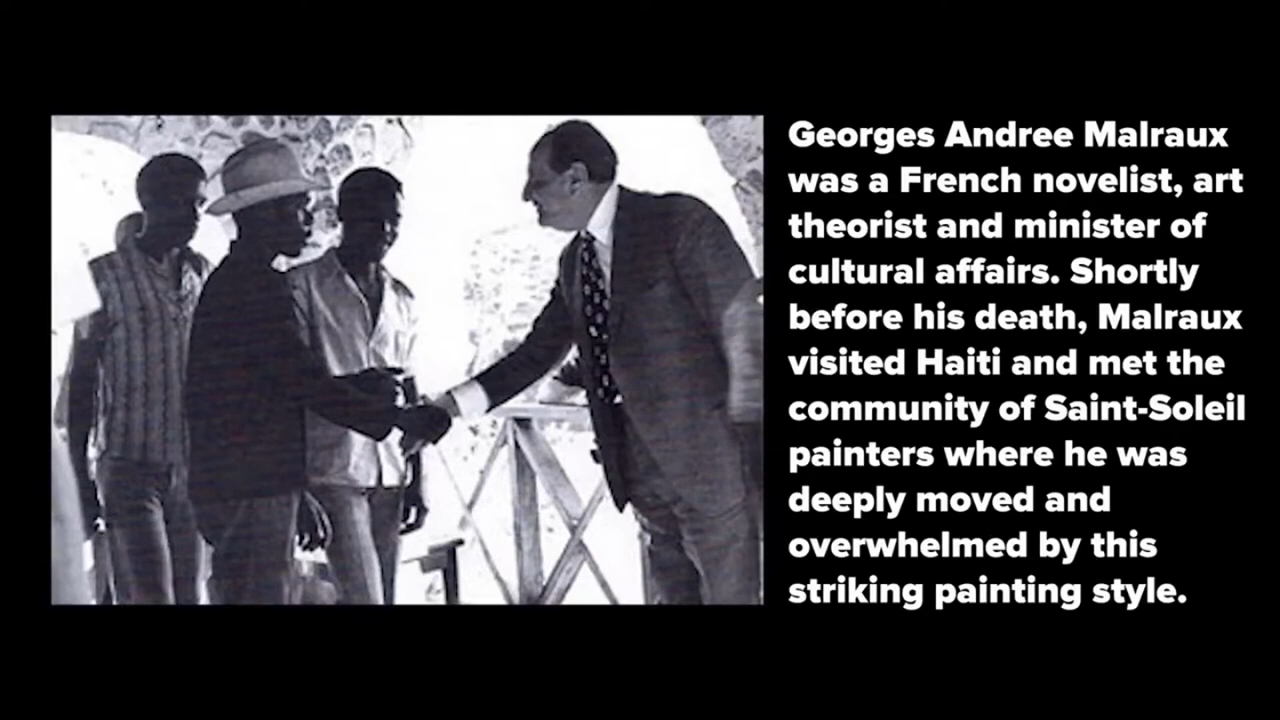 Georges Andree Malraux
was a French novelist, art
theorist and minister of
cultural affairs. Shortly
before his death, Malraux
visited Haiti and met the
community of Saint-Soleil
painters where he was
deeply moved and
overwhelmed by this
striking painting style.